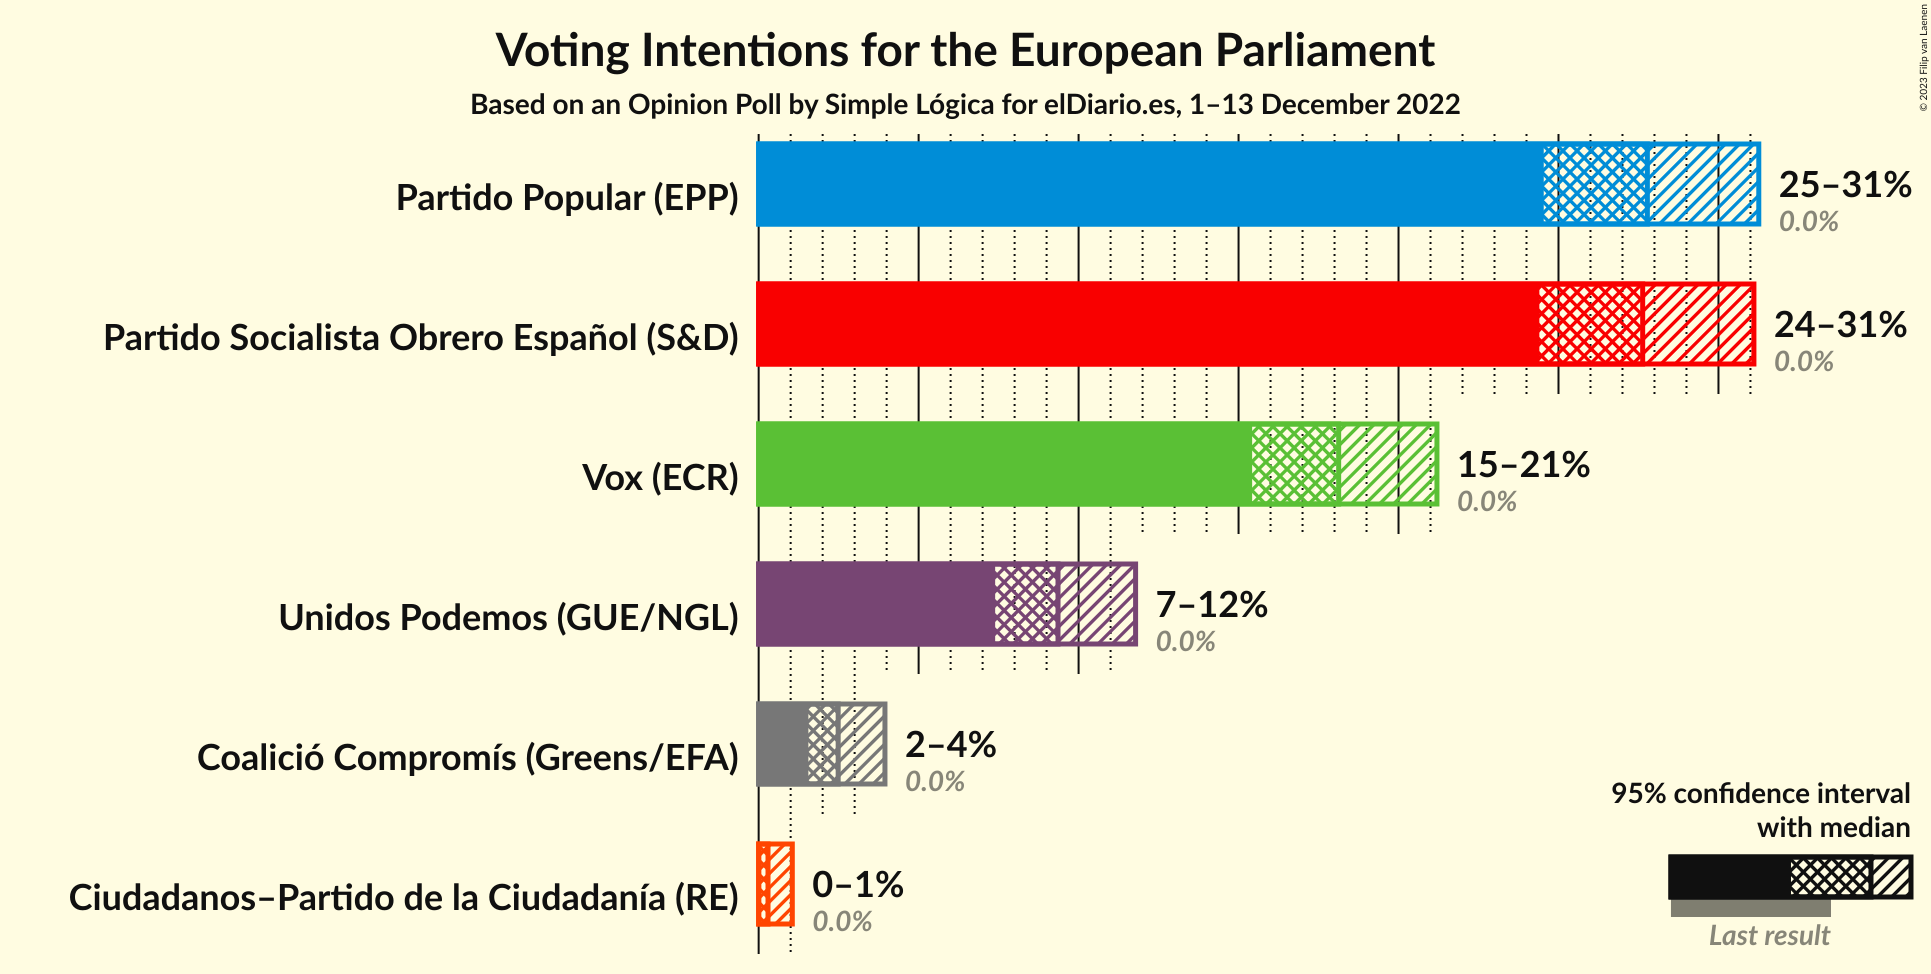 Voting Intentions for the European Parliament
Based on an Opinion Poll by Simple Lógica for elDiario.es, 1–13 December 2022
© 2023 Filip van Laenen
Partido Popular (EPP)
25–31%
0.0%
Partido Socialista Obrero Español (S&D)
24–31%
0.0%
Vox (ECR)
15–21%
0.0%
Unidos Podemos (GUE/NGL)
7–12%
0.0%
Coalició Compromís (Greens/EFA)
2–4%
0.0%
Ciudadanos–Partido de la Ciudadanía (RE)
0–1%
0.0%
95% confidence interval
with median
Last result